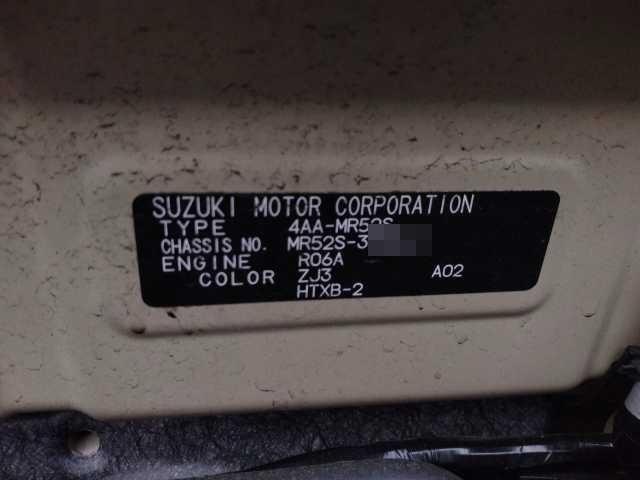 SUZUKI MOTOR CORPORATION
TYPE 4AA-MR52S
CHASSIS NO. MR52S-3
ENGINE R06A
COLOR ZJ3 A02
HTXB-2